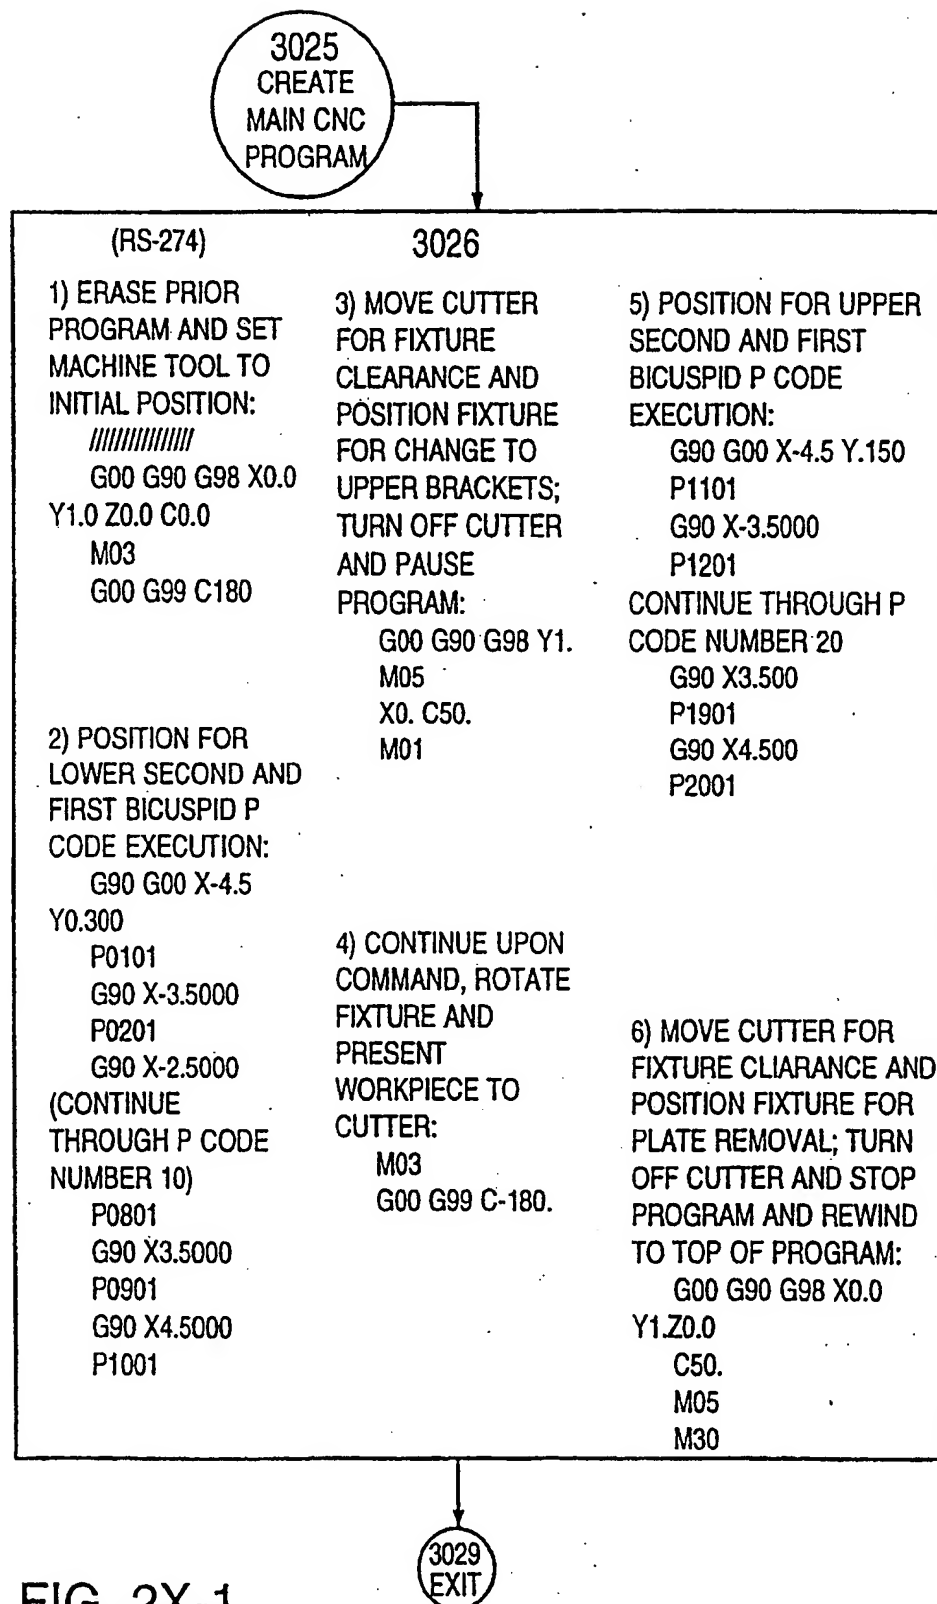 3025
CREATE
MAIN CNC
PROGRAM
(RS-274)
3026
1) ERASE PRIOR
PROGRAM AND SET
MACHINE TOOL TO
INITIAL POSITION:
////////////////
G00 G90 G98 X0.0
Y1.0 Z0.0 C0.0
M03
G00 G99 C180
2) POSITION FOR
LOWER SECOND AND
FIRST BICUSPID P
CODE EXECUTION:
G90 G00 X-4.5
Y0.300
P0101
G90 X-3.5000
P0201
G90 X-2.5000
(CONTINUE
THROUGH P CODE
NUMBER 10)
P0801
G90 X3.5000
P0901
G90 X4.5000
P1001
3) MOVE CUTTER
FOR FIXTURE
CLEARANCE AND
POSITION FIXTURE
FOR CHANGE TO
UPPER BRACKETS;
TURN OFF CUTTER
AND PAUSE
PROGRAM:
G00 G90 G98 Y1.
M05
X0. C50.
M01
4) CONTINUE UPON
COMMAND, ROTATE
FIXTURE AND
PRESENT
WORKPIECE TO
CUTTER:
M03
G00 G99 C-180.
5) POSITION FOR UPPER
SECOND AND FIRST
BICUSPID P CODE
EXECUTION:
G90 G00 X-4.5 Y.150
P1101
G90 X-3.5000
P1201
CONTINUE THROUGH P
CODE NUMBER 20
G90 X3.500
P1901
G90 X4.500
P2001
6) MOVE CUTTER FOR
FIXTURE CLIARANCE AND
POSITION FIXTURE FOR
PLATE REMOVAL; TURN
OFF CUTTER AND STOP
PROGRAM AND REWIND
TO TOP OF PROGRAM:
G00 G90 G98 X0.0
Y1.Z0.0
C50.
M05
M30
3029
EXIT
FIG. 2X-1